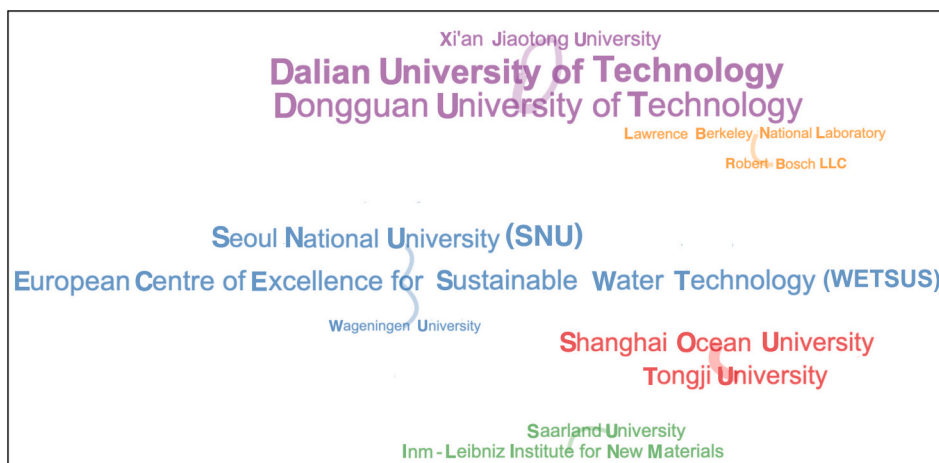 Xi'an Jiaotong University
Dalian University of Technology
Dongguan University of Technology
Lawrence Berkeley National Laboratory
Robert Bosch LLC
Seoul National University (SNU)
European Centre of Excellence for Sustainable Water Technology (WETSUS)
Wageningen University
Shanghai Ocean University
Tongji University
Saarland University
Inm - Leibniz Institute for New Materials